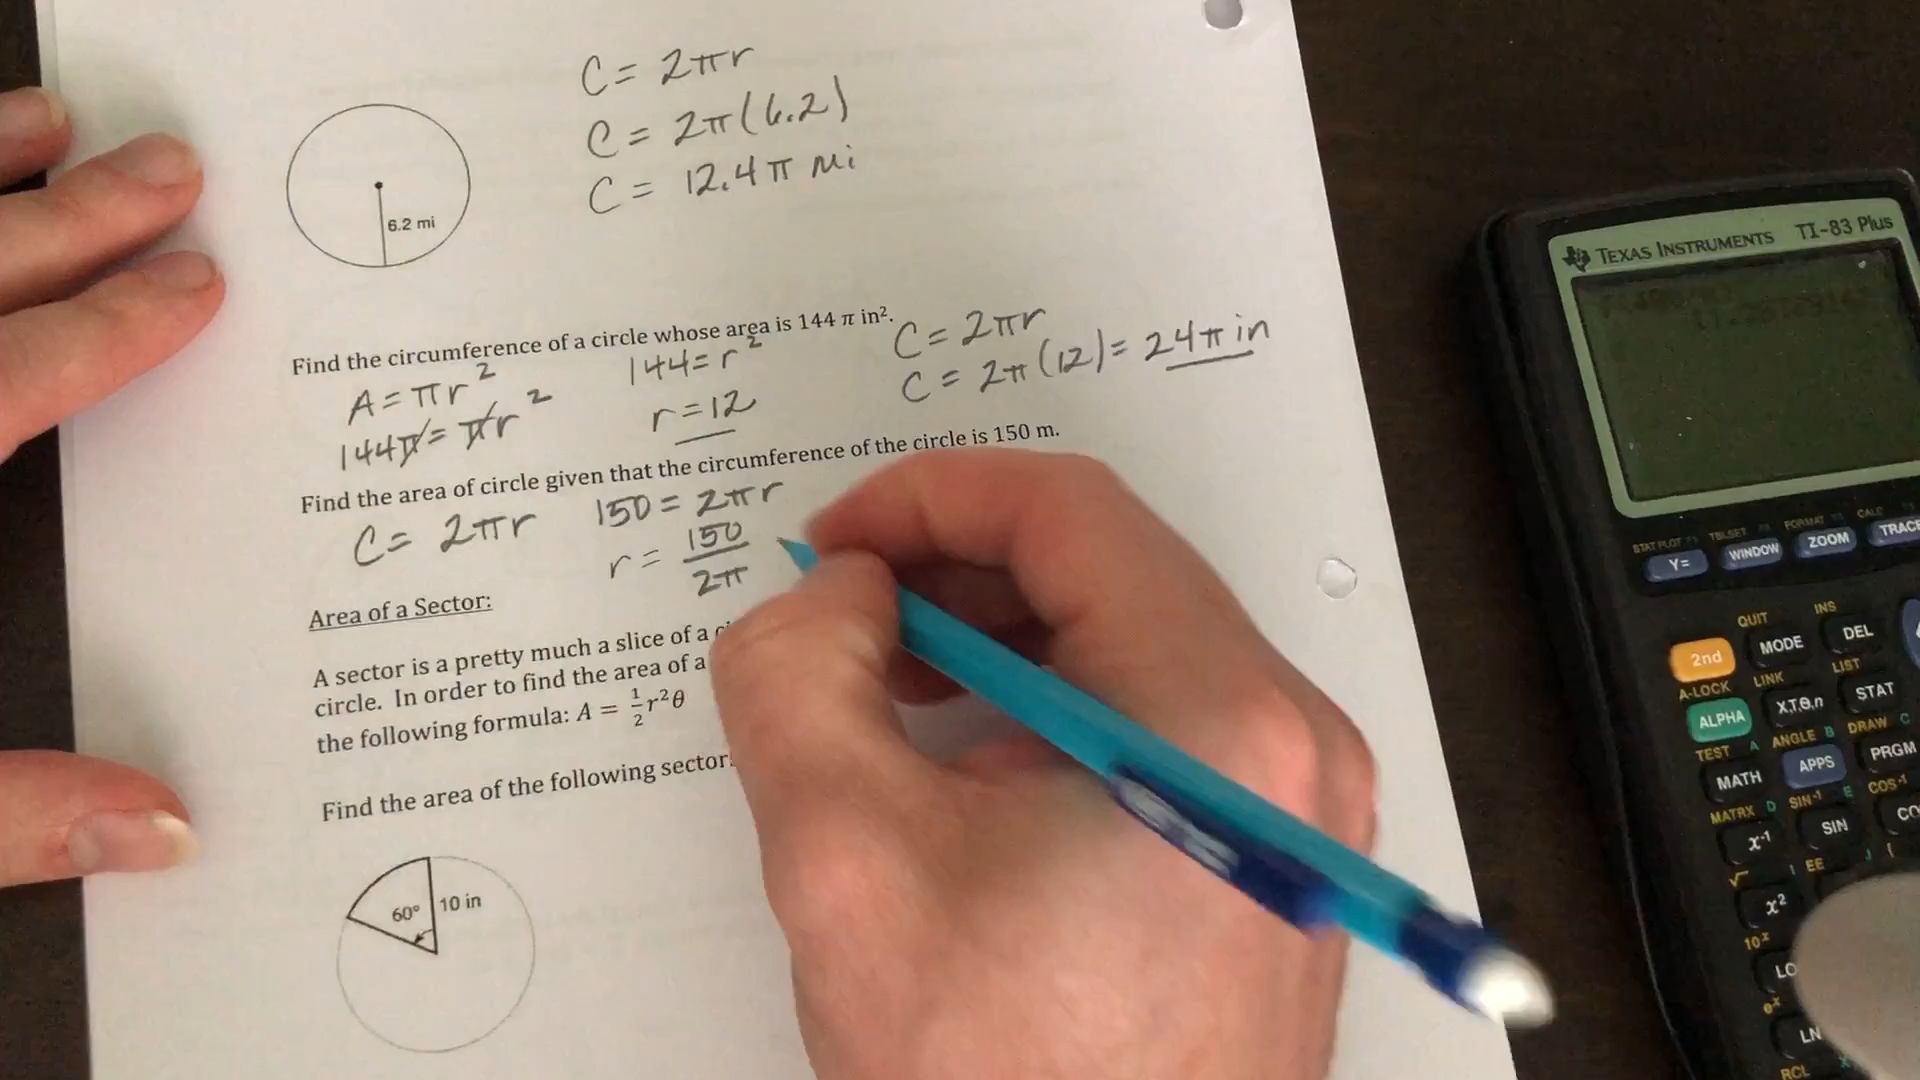 C = 2πr
C = 2π(6.2)
C = 12.4π mi
6.2 mi
Find the circumference of a circle whose area is 144 π in².
A = πr²
144π = πr²
144 = r²
r = 12
C = 2πr
C = 2π(12) = 24π in
Find the area of circle given that the circumference of the circle is 150 m.
C = 2πr
150 = 2πr
r = 150/2π
Area of a Sector:
A sector is a pretty much a slice of a
circle. In order to find the area of a
the following formula: A = 1/2 r²θ
Find the area of the following sector
60° 10 in
TEXAS INSTRUMENTS TI-83 Plus
STAT PLOT TBLSET FORMAT CALC
Y= WINDOW ZOOM TRACE
QUIT INS
2nd MODE DEL
A-LOCK LINK LIST
ALPHA X,T,Θ,n STAT
TEST A ANGLE B DRAW C
MATH APPS PRGM
MATRX D SIN⁻¹ E COS⁻¹
x⁻¹ SIN CO
√ I EE J {
x²
10ˣ
LO
eˣ
LN
RCL X